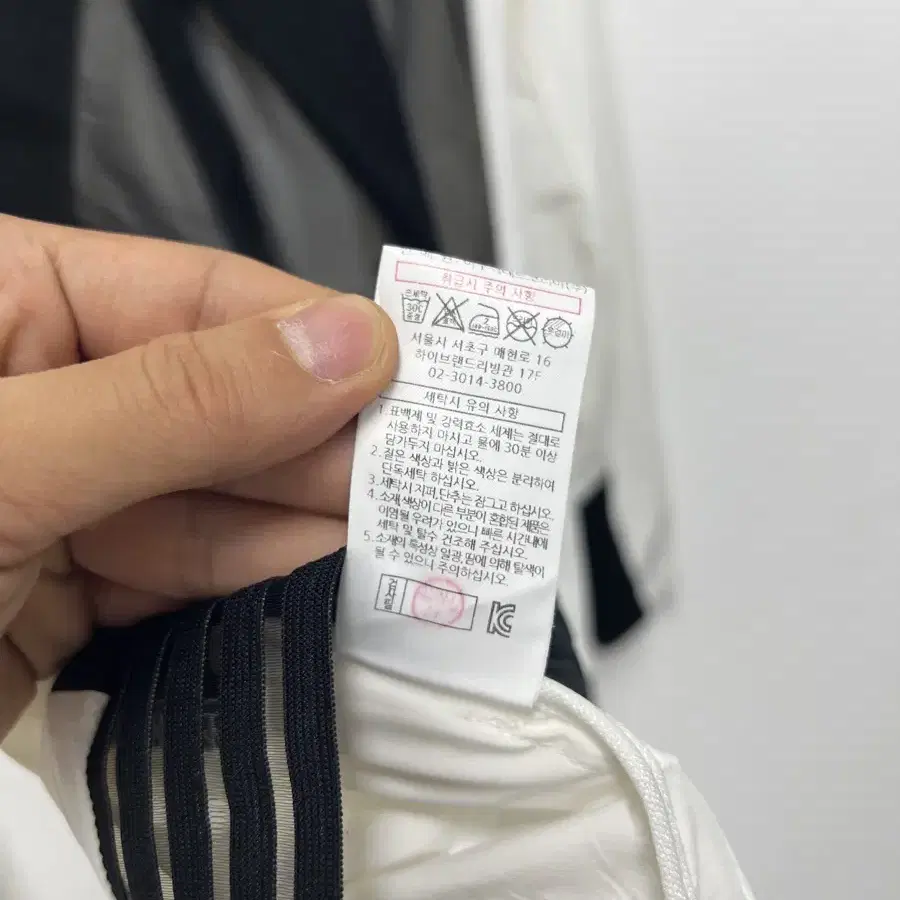 취급시 주의 사항
손세탁
30℃
중성
서울시 서초구 매헌로 16
하이브랜드리빙관 17F
02-3014-3800
세탁시 유의 사항
1. 표백제 및 강력효소 세제는 절대로
사용하지 마시고 물에 30분 이상
담가두지 마십시오.
2. 짙은 색상과 밝은 색상은 분리하여
단독세탁 하십시오.
3. 세탁시 지퍼,단추는 잠그고 하십시오.
4. 소재,색상이 다른 부분이 혼합된 제품은
이염될 우려가 있으니 빠른 시간내에
세탁 및 탈수 건조해 주십시오.
5. 소재의 특성상 일광,땀에 의해 탈색이
될 수 있으니 주의하십시오.
검사필
KC